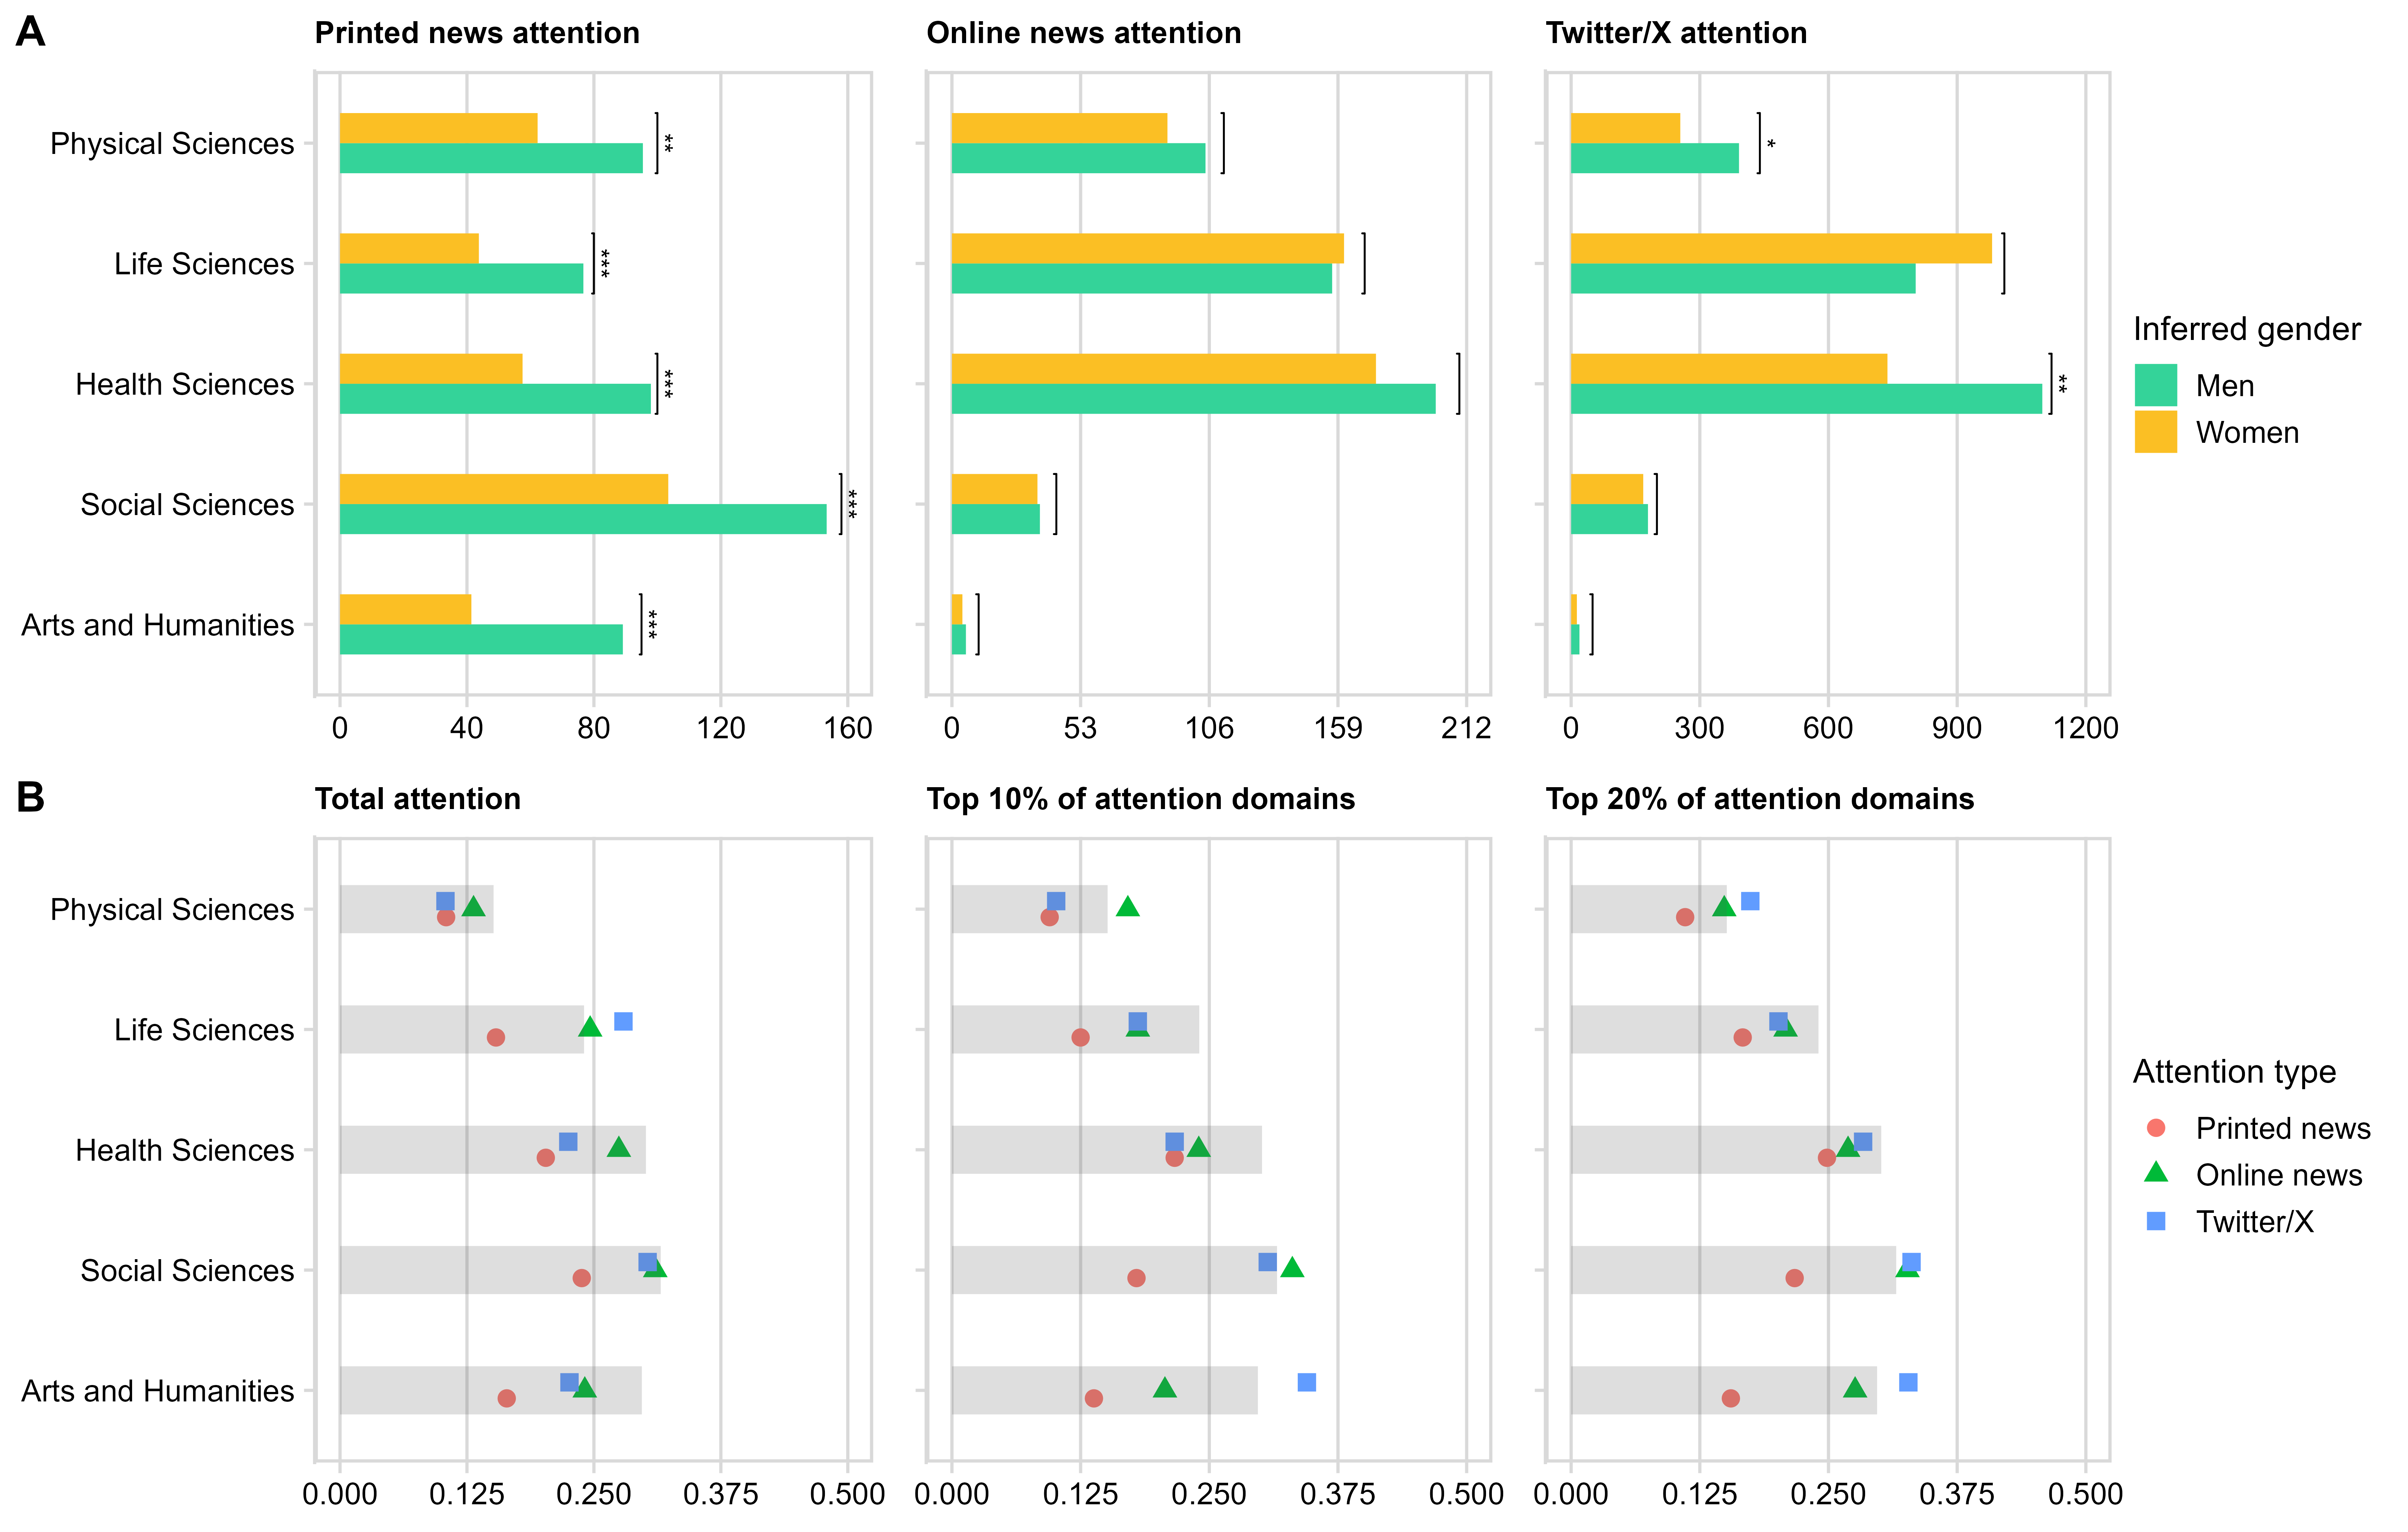 A
Printed news attention
Online news attention
Twitter/X attention
Physical Sciences
**
*
Life Sciences
***
Health Sciences
***
**
Social Sciences
***
Arts and Humanities
***
0 40 80 120 160
0 53 106 159 212
0 300 600 900 1200
Inferred gender
Men
Women
B
Total attention
Top 10% of attention domains
Top 20% of attention domains
Physical Sciences
Life Sciences
Health Sciences
Social Sciences
Arts and Humanities
0.000 0.125 0.250 0.375 0.500
0.000 0.125 0.250 0.375 0.500
0.000 0.125 0.250 0.375 0.500
Attention type
Printed news
Online news
Twitter/X